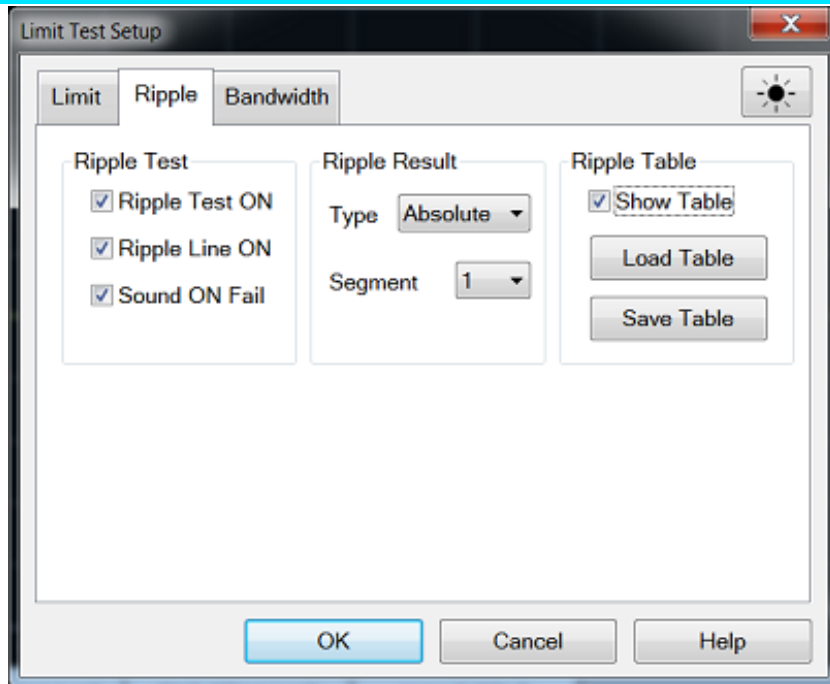 Limit Test Setup
Limit Ripple Bandwidth
Ripple Test
Ripple Test ON
Ripple Line ON
Sound ON Fail
Ripple Result
Type Absolute
Segment 1
Ripple Table
Show Table
Load Table
Save Table
OK Cancel Help